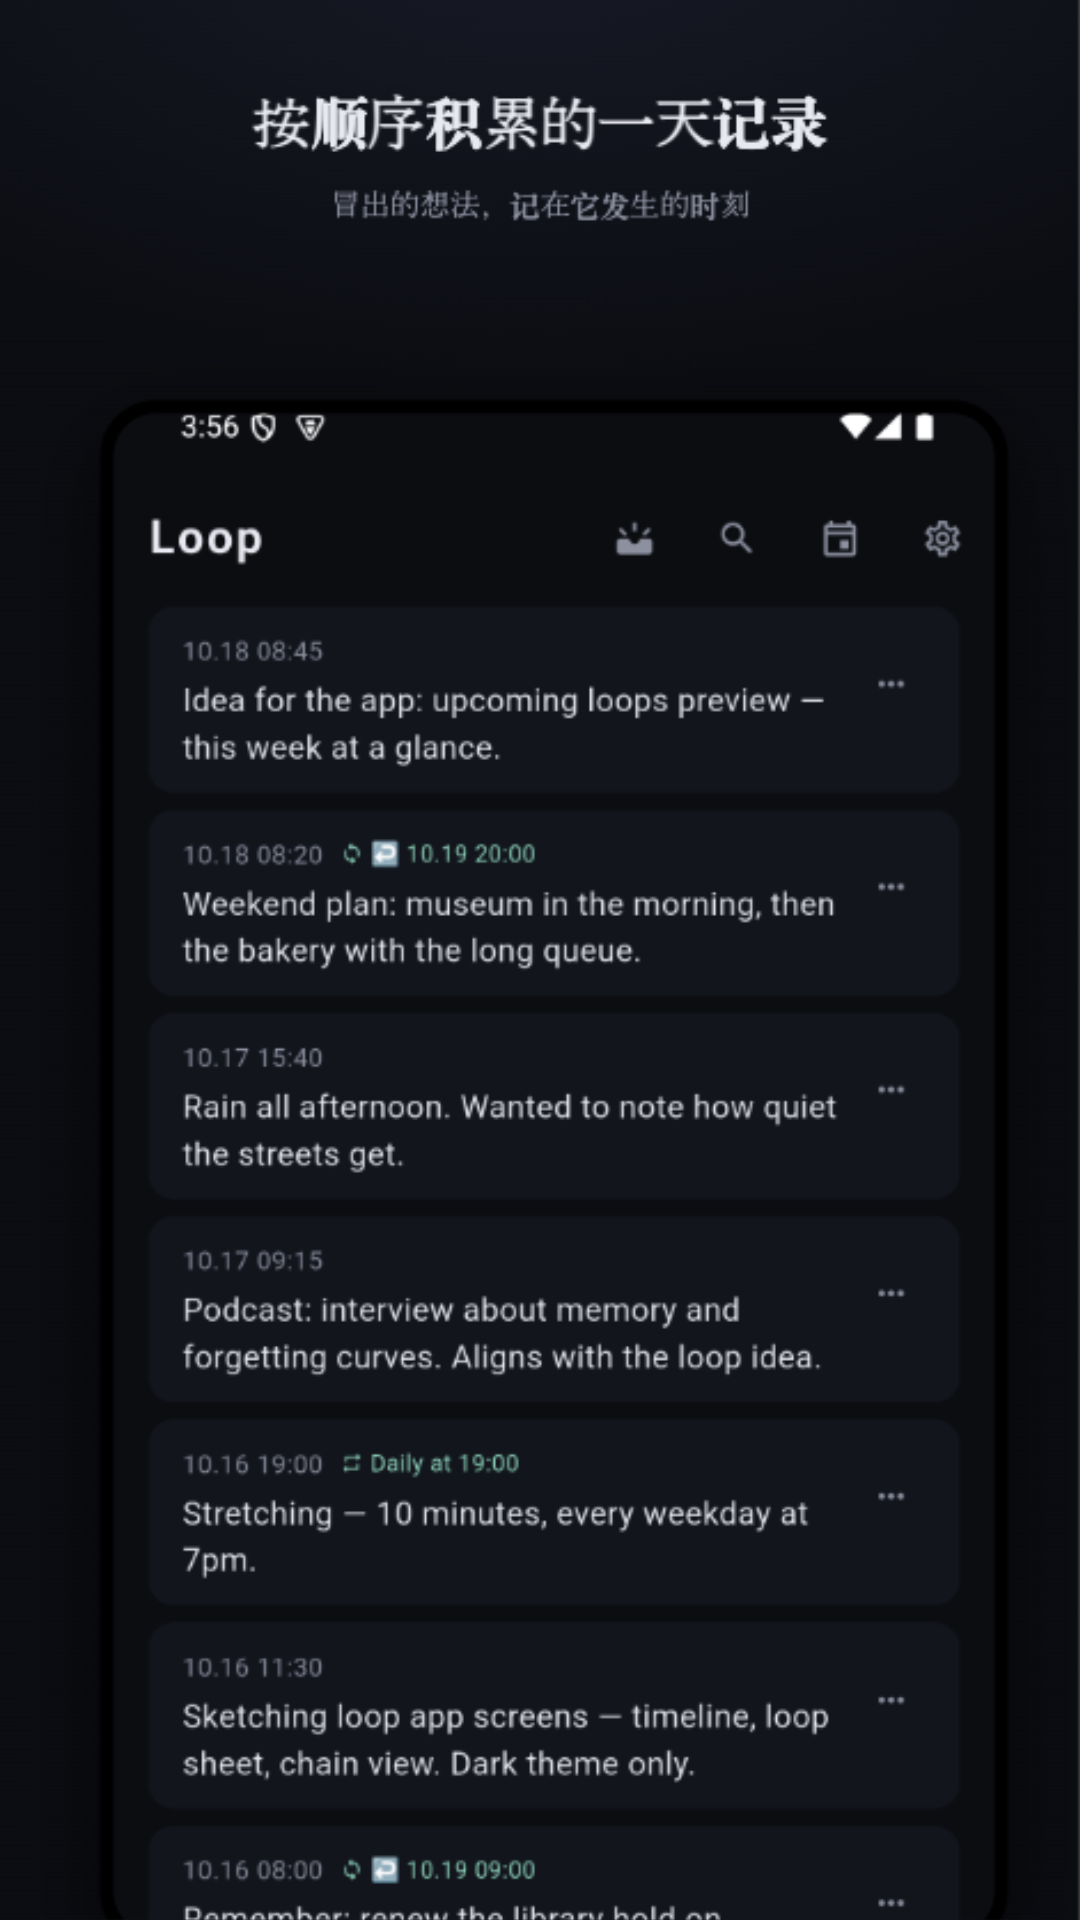 按顺序积累的一天记录
冒出的想法，记在它发生的时刻
3:56
Loop
10.18 08:45
Idea for the app: upcoming loops preview —
this week at a glance.
10.18 08:20 ↩ 10.19 20:00
Weekend plan: museum in the morning, then
the bakery with the long queue.
10.17 15:40
Rain all afternoon. Wanted to note how quiet
the streets get.
10.17 09:15
Podcast: interview about memory and
forgetting curves. Aligns with the loop idea.
10.16 19:00 Daily at 19:00
Stretching — 10 minutes, every weekday at
7pm.
10.16 11:30
Sketching loop app screens — timeline, loop
sheet, chain view. Dark theme only.
10.16 08:00 ↩ 10.19 09:00
Remember: renew the library hold on